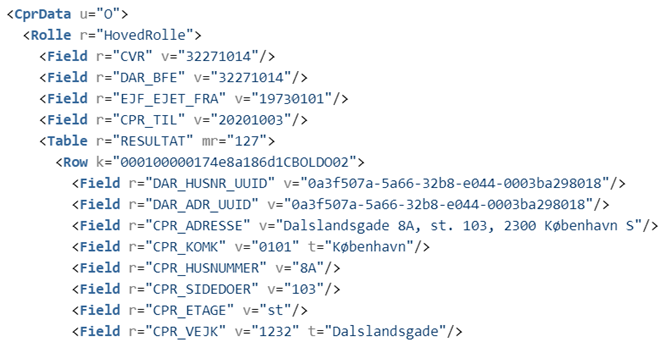 <CprData u="O">
<Rolle r="HovedRolle">
<Field r="CVR" v="32271014"/>
<Field r="DAR_BFE" v="32271014"/>
<Field r="EJF_EJET_FRA" v="19730101"/>
<Field r="CPR_TIL" v="20201003"/>
<Table r="RESULTAT" mr="127">
<Row k="000100000174e8a186d1CBOLDO02">
<Field r="DAR_HUSNR_UUID" v="0a3f507a-5a66-32b8-e044-0003ba298018"/>
<Field r="DAR_ADR_UUID" v="0a3f507a-5a66-32b8-e044-0003ba298018"/>
<Field r="CPR_ADRESSE" v="Dalslandsgade 8A, st. 103, 2300 København S"/>
<Field r="CPR_KOMK" v="0101" t="København"/>
<Field r="CPR_HUSNUMMER" v="8A"/>
<Field r="CPR_SIDEDOER" v="103"/>
<Field r="CPR_ETAGE" v="st"/>
<Field r="CPR_VEJK" v="1232" t="Dalslandsgade"/>